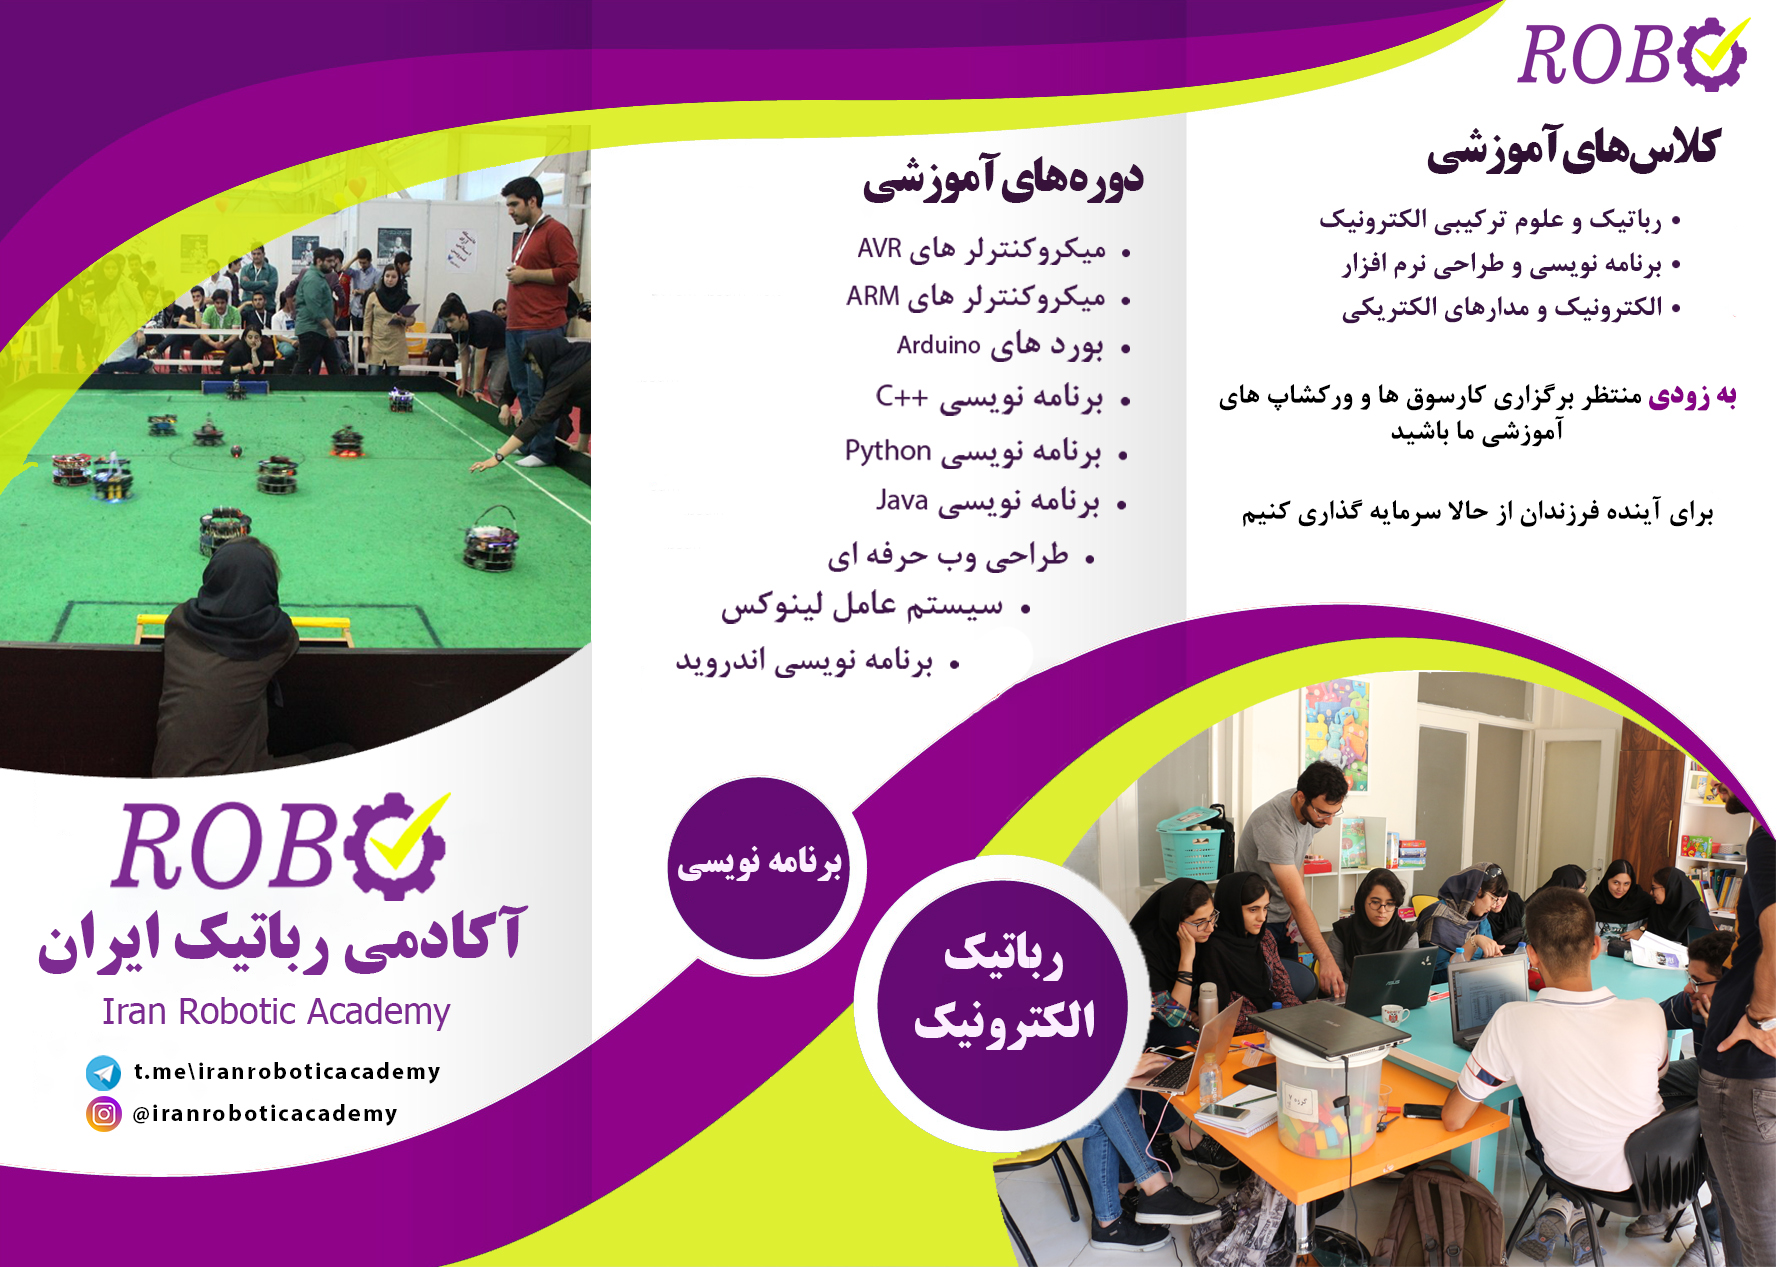 ROBO
کلاس‌های آموزشی
• رباتیک و علوم ترکیبی الکترونیک
• برنامه نویسی و طراحی نرم افزار
• الکترونیک و مدارهای الکتریکی
به زودی منتظر برگزاری کارسوق ها و ورکشاپ های
آموزشی ما باشید
برای آینده فرزندان از حالا سرمایه گذاری کنیم
دوره‌های آموزشی
• میکروکنترلر های AVR
• میکروکنترلر های ARM
• بورد های Arduino
• برنامه نویسی C++
• برنامه نویسی Python
• برنامه نویسی Java
• طراحی وب حرفه ای
• سیستم عامل لینوکس
• برنامه نویسی اندروید
برنامه نویسی
رباتیک
الکترونیک
ROBO
آکادمی رباتیک ایران
Iran Robotic Academy
t.me\iranroboticacademy
@iranroboticacademy